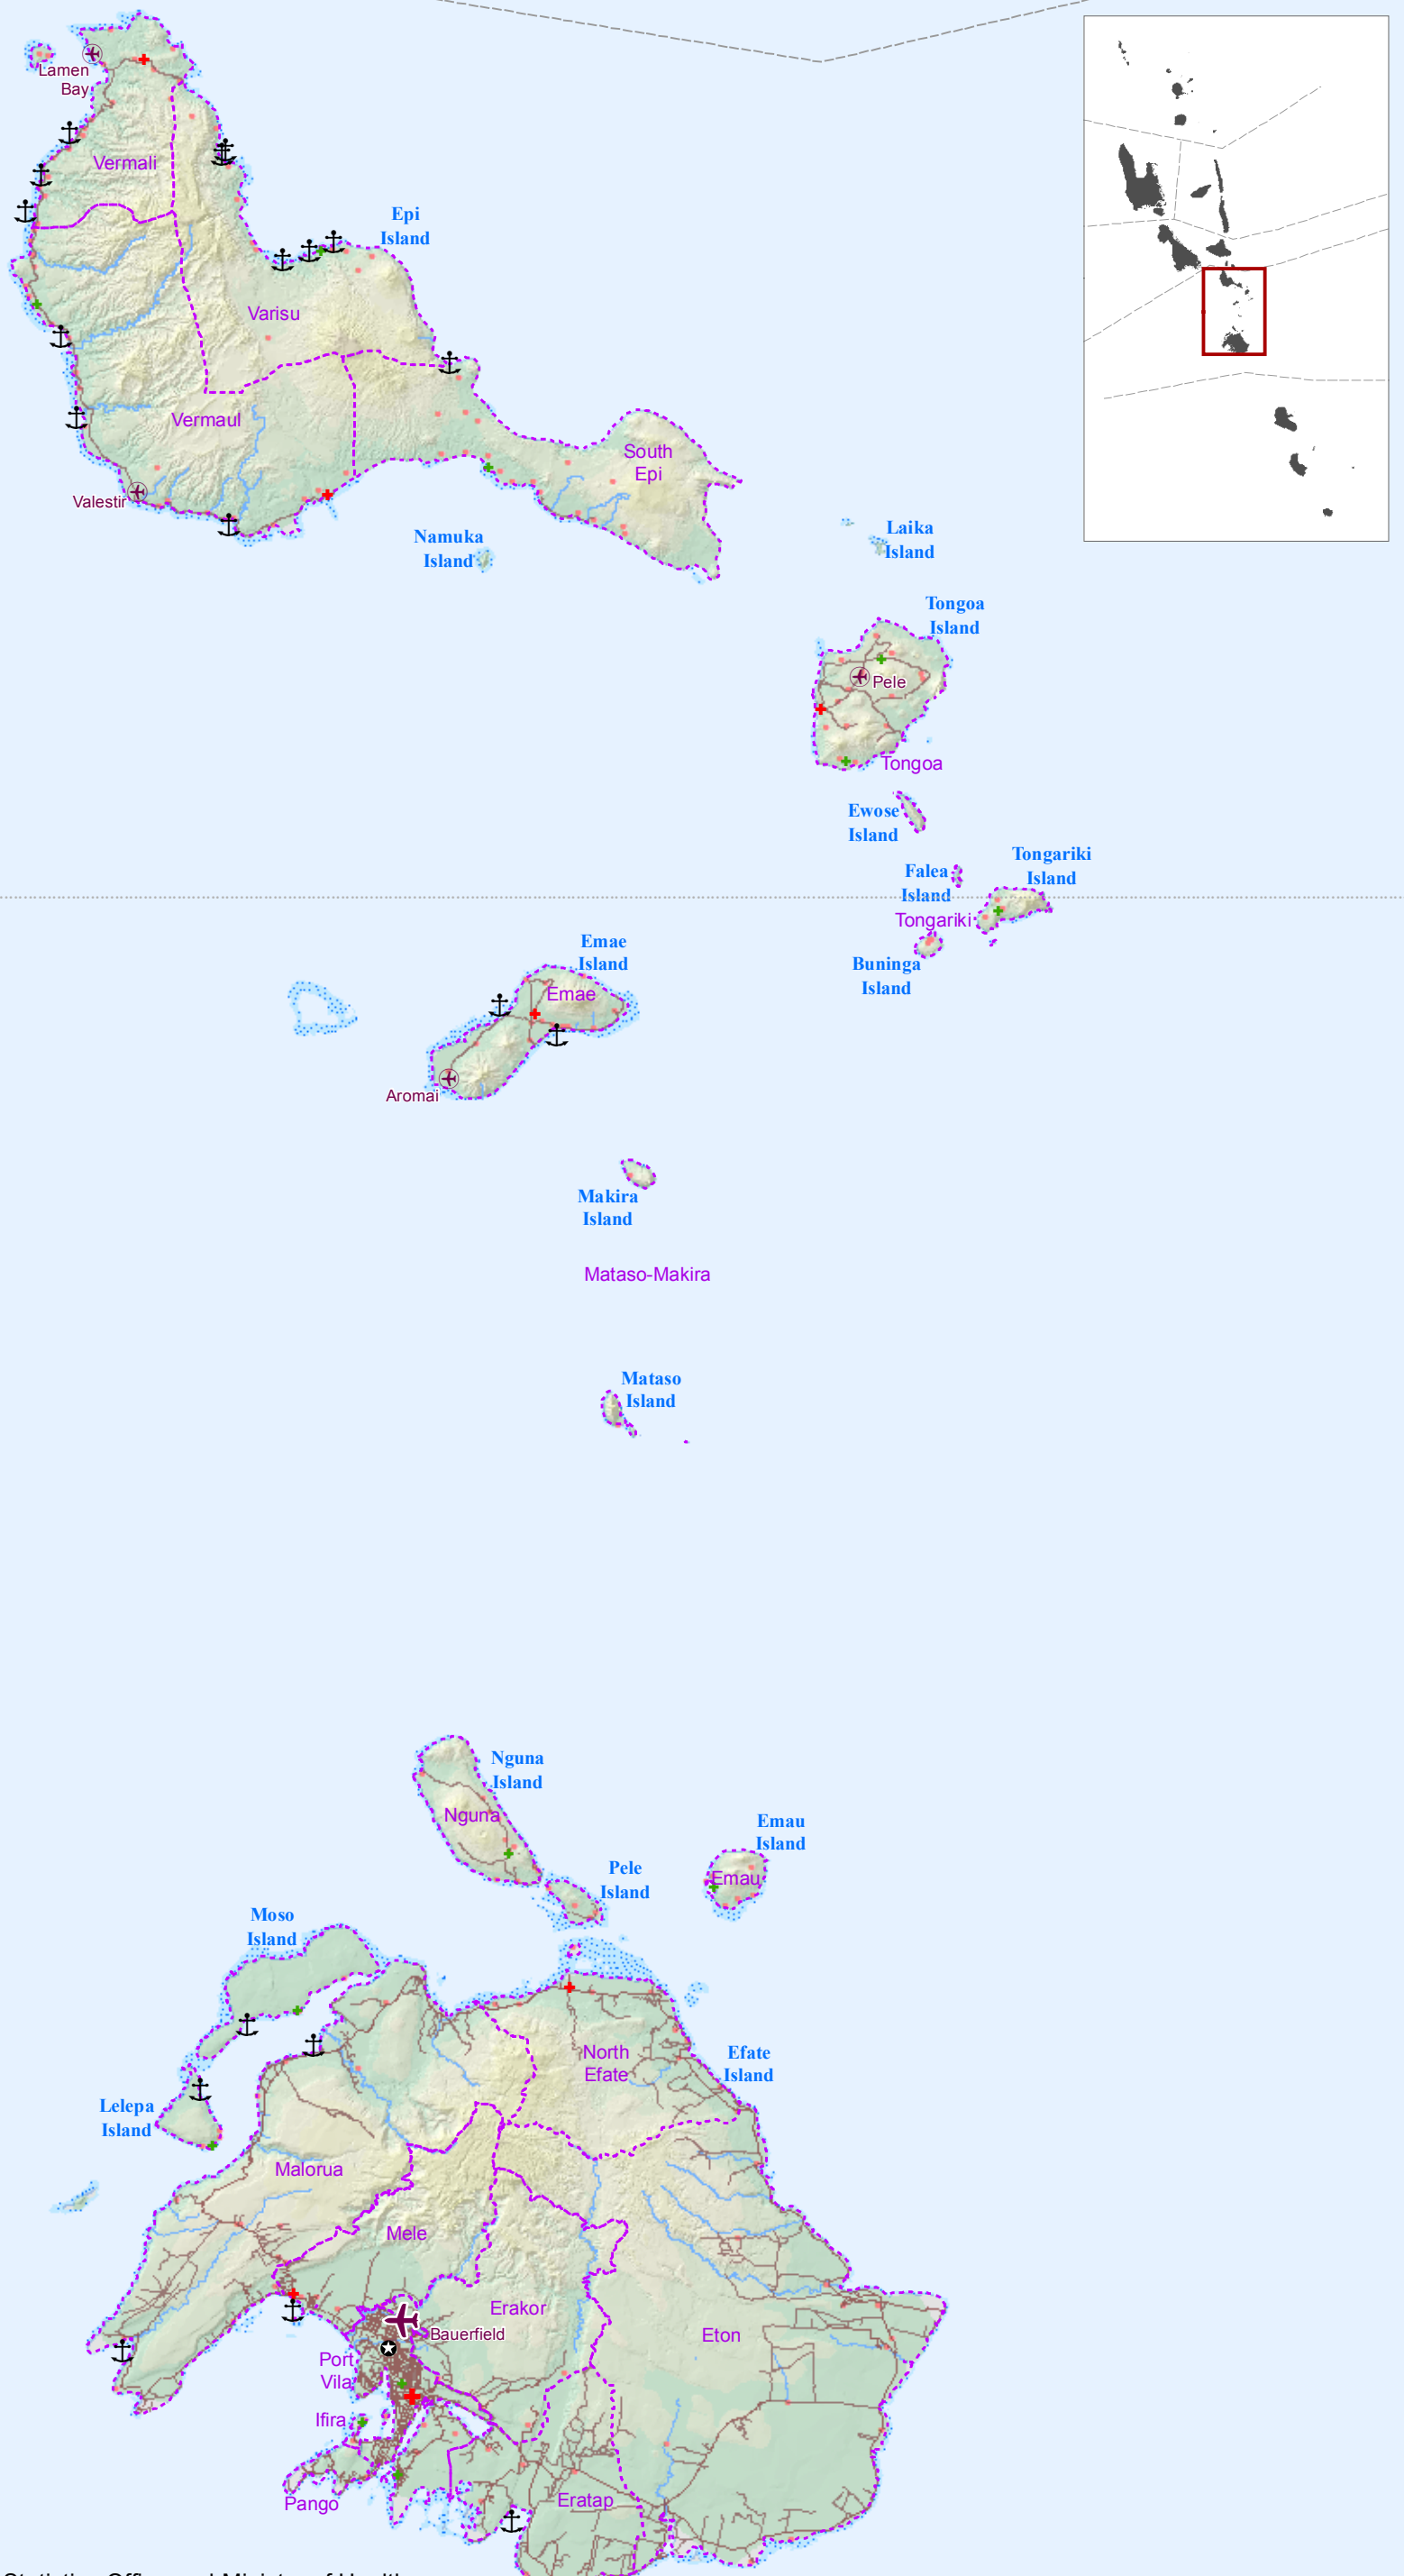 Lamen
Bay
Vermali
Epi
Island
Varisu
Vermaul
South
Epi
Valestir
Namuka
Island
Laika
Island
Tongoa
Island
Pele
Tongoa
Ewose
Island
Falea
Island
Tongariki
Island
Tongariki
Buninga
Island
Emae
Island
Emae
Aromai
Makira
Island
Mataso-Makira
Mataso
Island
Nguna
Island
Nguna
Emau
Island
Emau
Pele
Island
Moso
Island
North
Efate
Efate
Island
Lelepa
Island
Malorua
Mele
Erakor
Eton
Bauerfield
Port
Vila
Ifira
Pango
Eratap